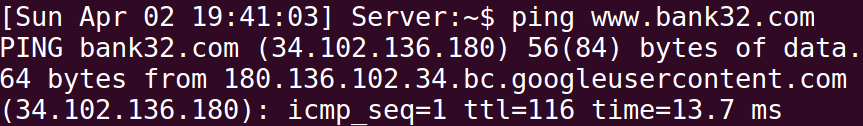 [Sun Apr 02 19:41:03] Server:~$ ping www.bank32.com
PING bank32.com (34.102.136.180) 56(84) bytes of data.
64 bytes from 180.136.102.34.bc.googleusercontent.com
(34.102.136.180): icmp_seq=1 ttl=116 time=13.7 ms